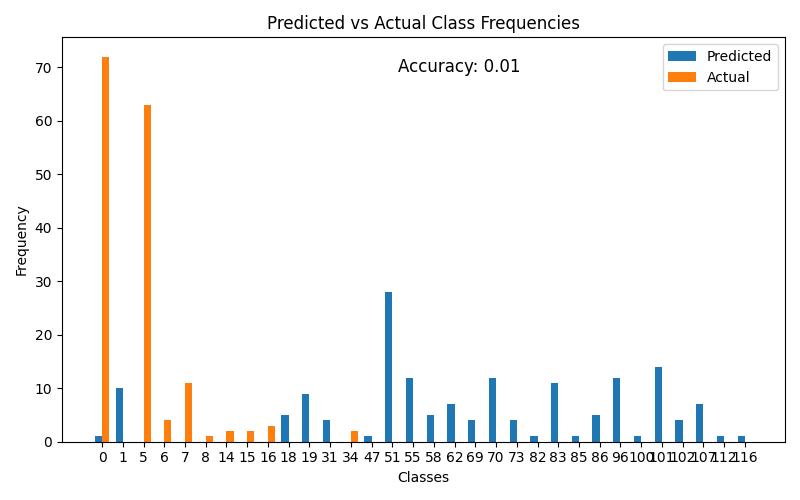 Predicted vs Actual Class Frequencies
Accuracy: 0.01
Predicted
Actual
Frequency
70
60
50
40
30
20
10
0
0 1 5 6 7 8 14 15 16 18 19 31 34 47 51 55 58 62 69 70 73 82 83 85 86 96 100 101 102 107 112 116
Classes